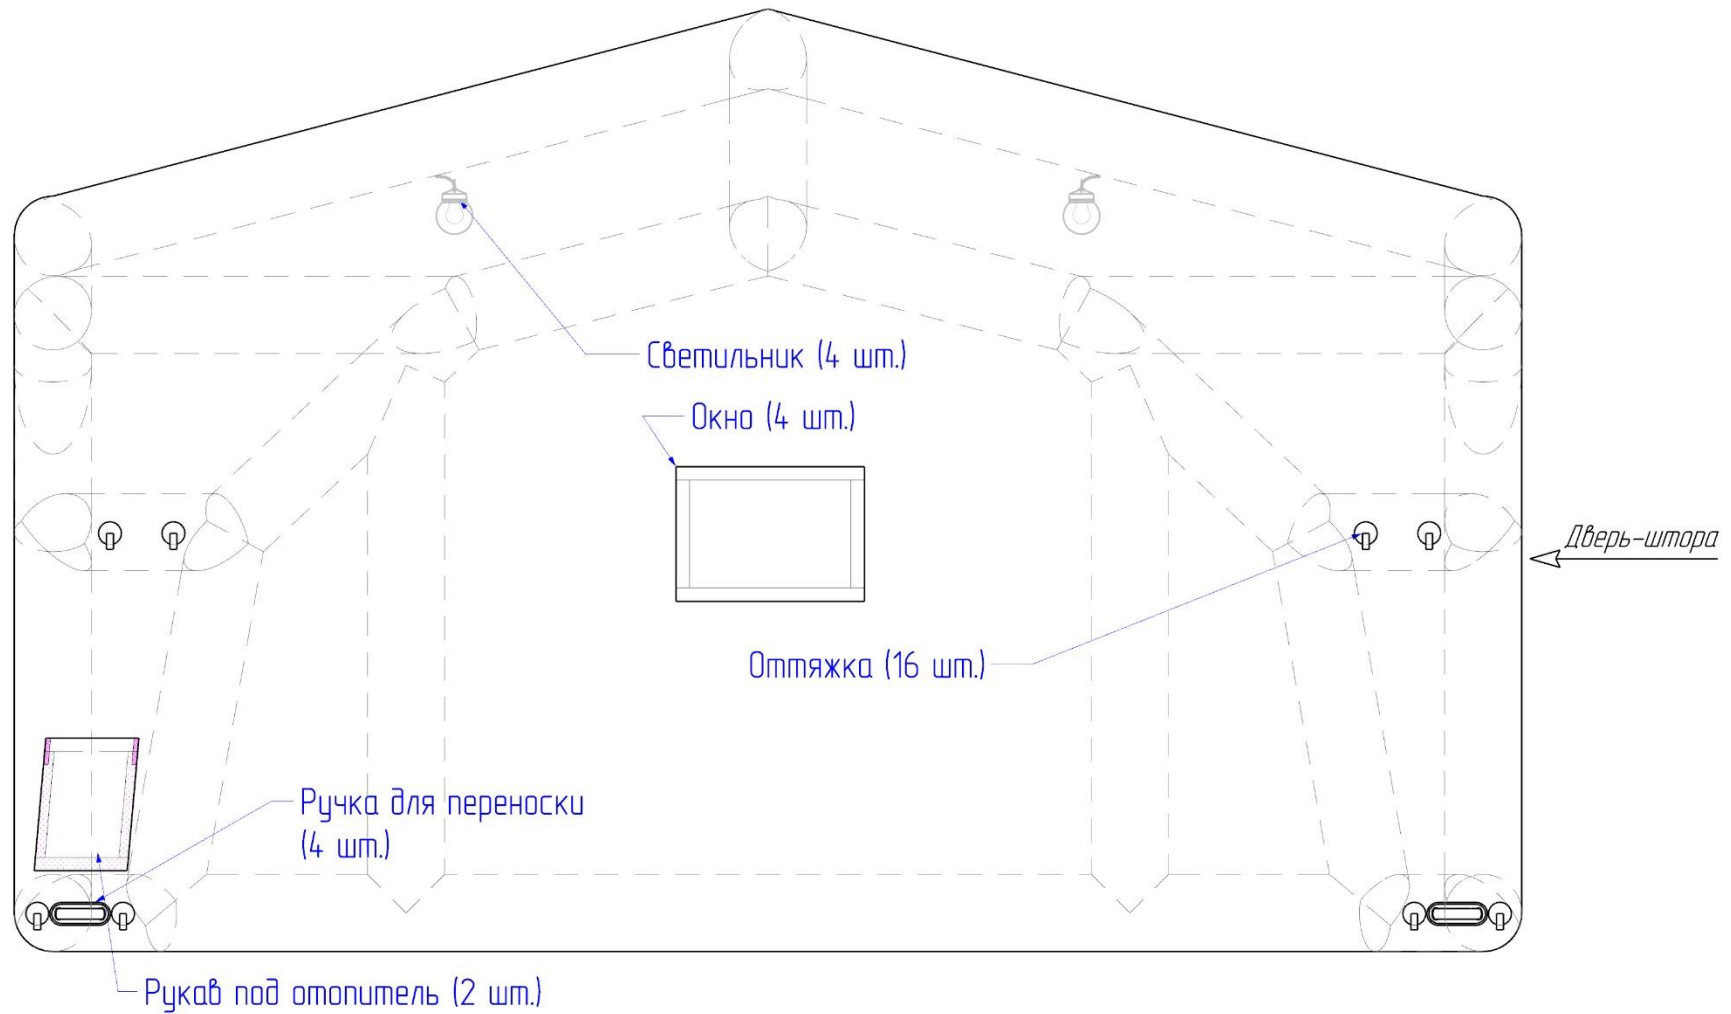 Светильник (4 шт.)
Окно (4 шт.)
Дверь-штора
Оттяжка (16 шт.)
Ручка для переноски
(4 шт.)
Рукав под отопитель (2 шт.)